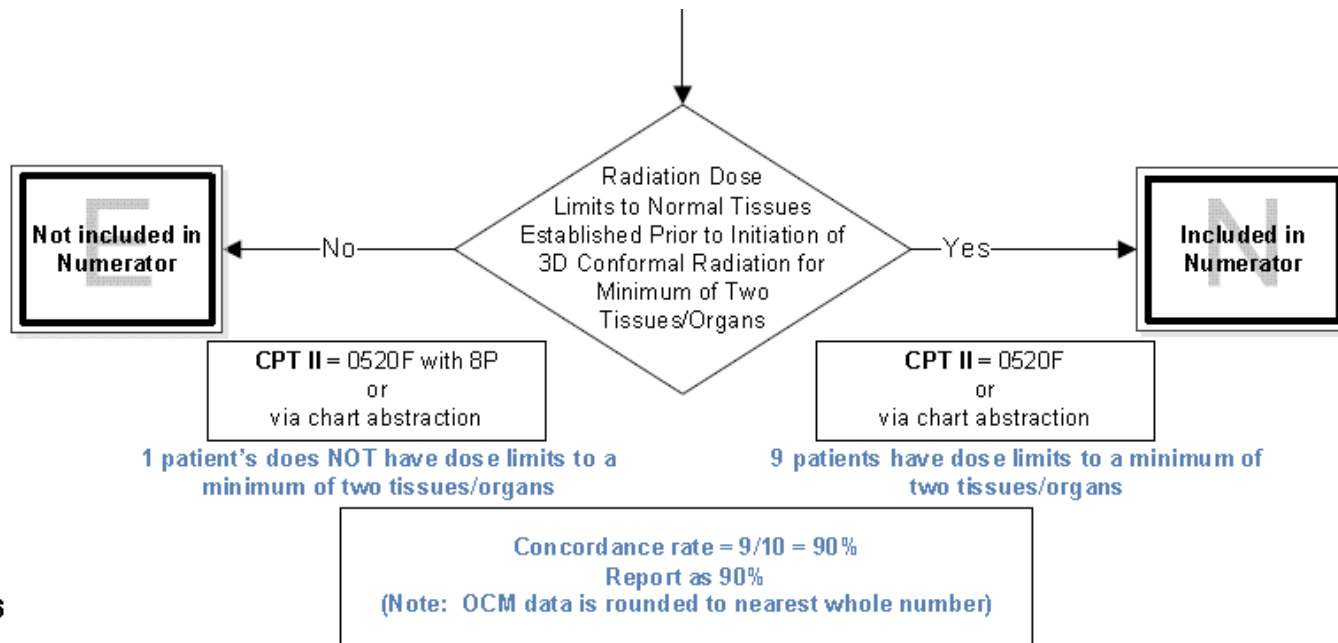 Radiation Dose
Limits to Normal Tissues
Established Prior to Initiation of
3D Conformal Radiation for
Minimum of Two
Tissues/Organs
E
Not included in
Numerator
No
Yes
N
Included in
Numerator
CPT II = 0520F with 8P
or
via chart abstraction
CPT II = 0520F
or
via chart abstraction
1 patient's does NOT have dose limits to a
minimum of two tissues/organs
9 patients have dose limits to a minimum of
two tissues/organs
Concordance rate = 9/10 = 90%
Report as 90%
(Note: OCM data is rounded to nearest whole number)